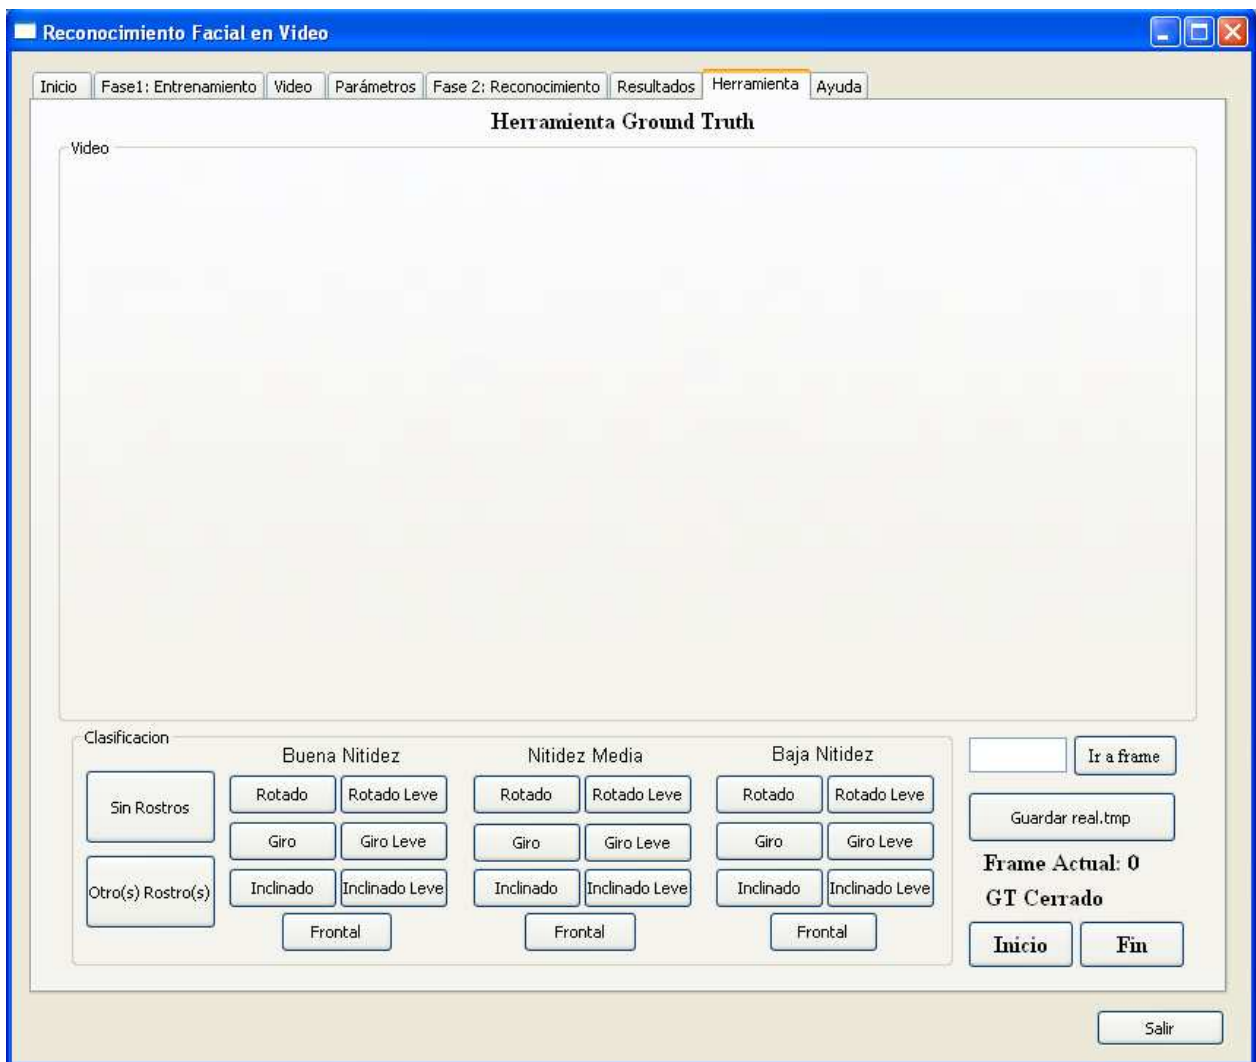 Reconocimiento Facial en Video
Inicio Fase1: Entrenamiento Video Parámetros Fase 2: Reconocimiento Resultados Herramienta Ayuda
Herramienta Ground Truth
Video
Clasificacion
Buena Nitidez Nitidez Media Baja Nitidez
Ir a frame
Sin Rostros
Rotado Rotado Leve Rotado Rotado Leve Rotado Rotado Leve
Guardar real.tmp
Giro Giro Leve Giro Giro Leve Giro Giro Leve
Frame Actual: 0
Otro(s) Rostro(s)
Inclinado Inclinado Leve Inclinado Inclinado Leve Inclinado Inclinado Leve
GT Cerrado
Frontal Frontal Frontal
Inicio Fin
Salir